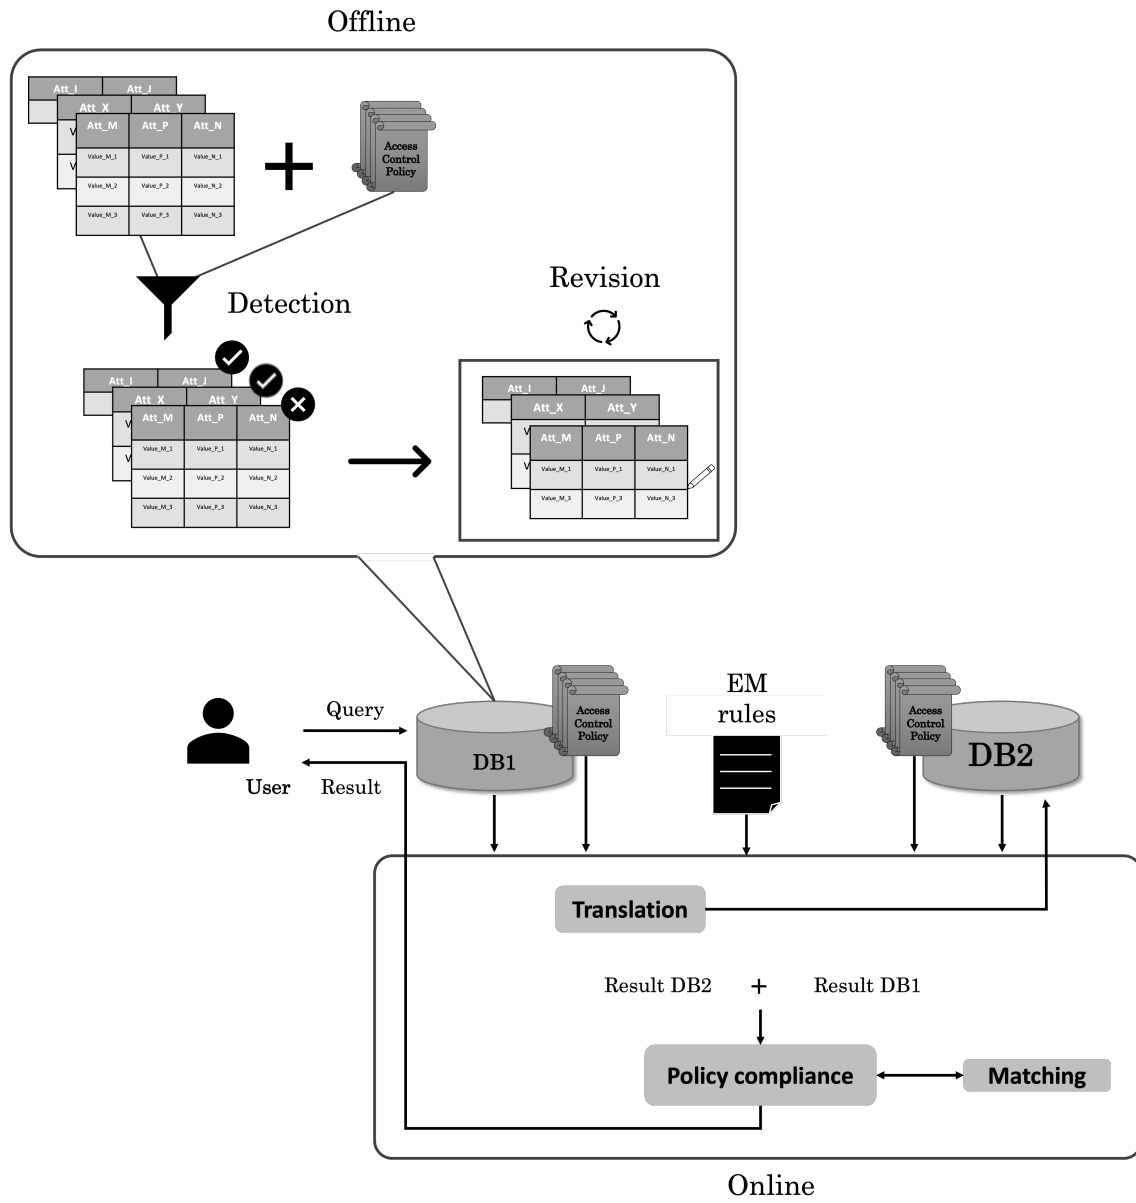 Offline
Att_I Att_J
Att_X Att_Y
Att_M Att_P Att_N
V
Value_M_1 Value_P_1 Value_N_1
V
Value_M_2 Value_P_2 Value_N_2
Value_M_3 Value_P_3 Value_N_3
Access
Control
Policy
Detection
Revision
Att_I Att_J
Att_X Att_Y
Att_M Att_P Att_N
V
Value_M_1 Value_P_1 Value_N_1
V
Value_M_2 Value_P_2 Value_N_2
Value_M_3 Value_P_3 Value_N_3
Att_I Att_J
Att_X Att_Y
Att_M Att_P Att_N
V
Value_M_1 Value_P_1 Value_N_1
V
Value_M_3 Value_P_3 Value_N_3
User
Query
Result
DB1
Access
Control
Policy
EM
rules
Access
Control
Policy
DB2
Translation
Result DB2 + Result DB1
Policy compliance
Matching
Online